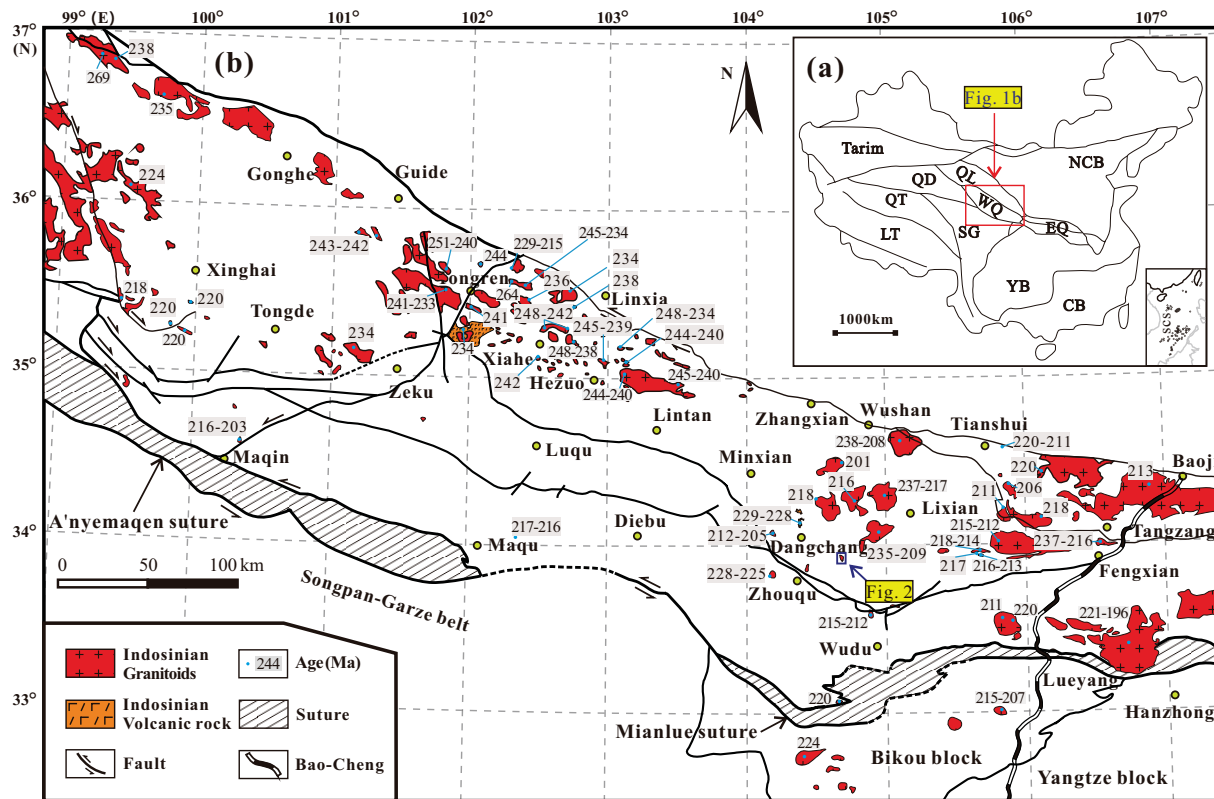 99° (E)
100°
101°
102°
103°
104°
105°
106°
107°
37°
(N)
36°
35°
34°
33°
(b)
N
238
269
235
224
Gonghe
Guide
243-242
251-240
244
229-215
245-234
234
236
238
264
Tongren
Linxia
Xinghai
218
220
220
220
Tongde
241-233
241
248-242
245-239
248-234
244-240
234
234
Xiahe
248-238
242
Hezuo
244-240
245-240
Zeku
Lintan
Zhangxian
Wushan
Tianshui
220-211
216-203
Maqin
Luqu
Minxian
238-208
201
220
213
Baoji
216
237-217
206
218
211
218
Lixian
A'nyemaqen suture
217-216
Diebu
229-228
212-205
Dangchang
215-212
237-216
Tangzang
218-214
235-209
217
216-213
Maqu
Fengxian
228-225
Zhouqu
Fig. 2
Songpan-Garze belt
215-212
211
220
221-196
Wudu
Lueyang
220
215-207
Hanzhong
Mianlue suture
224
Bikou block
Yangtze block
0
50
100 km
Indosinian
Granitoids
244
Age(Ma)
Indosinian
Volcanic rock
Suture
Fault
Bao-Cheng
(a)
Fig. 1b
Tarim
NCB
QL
QD
WQ
QT
LT
SG
EQ
YB
CB
SCS
1000km